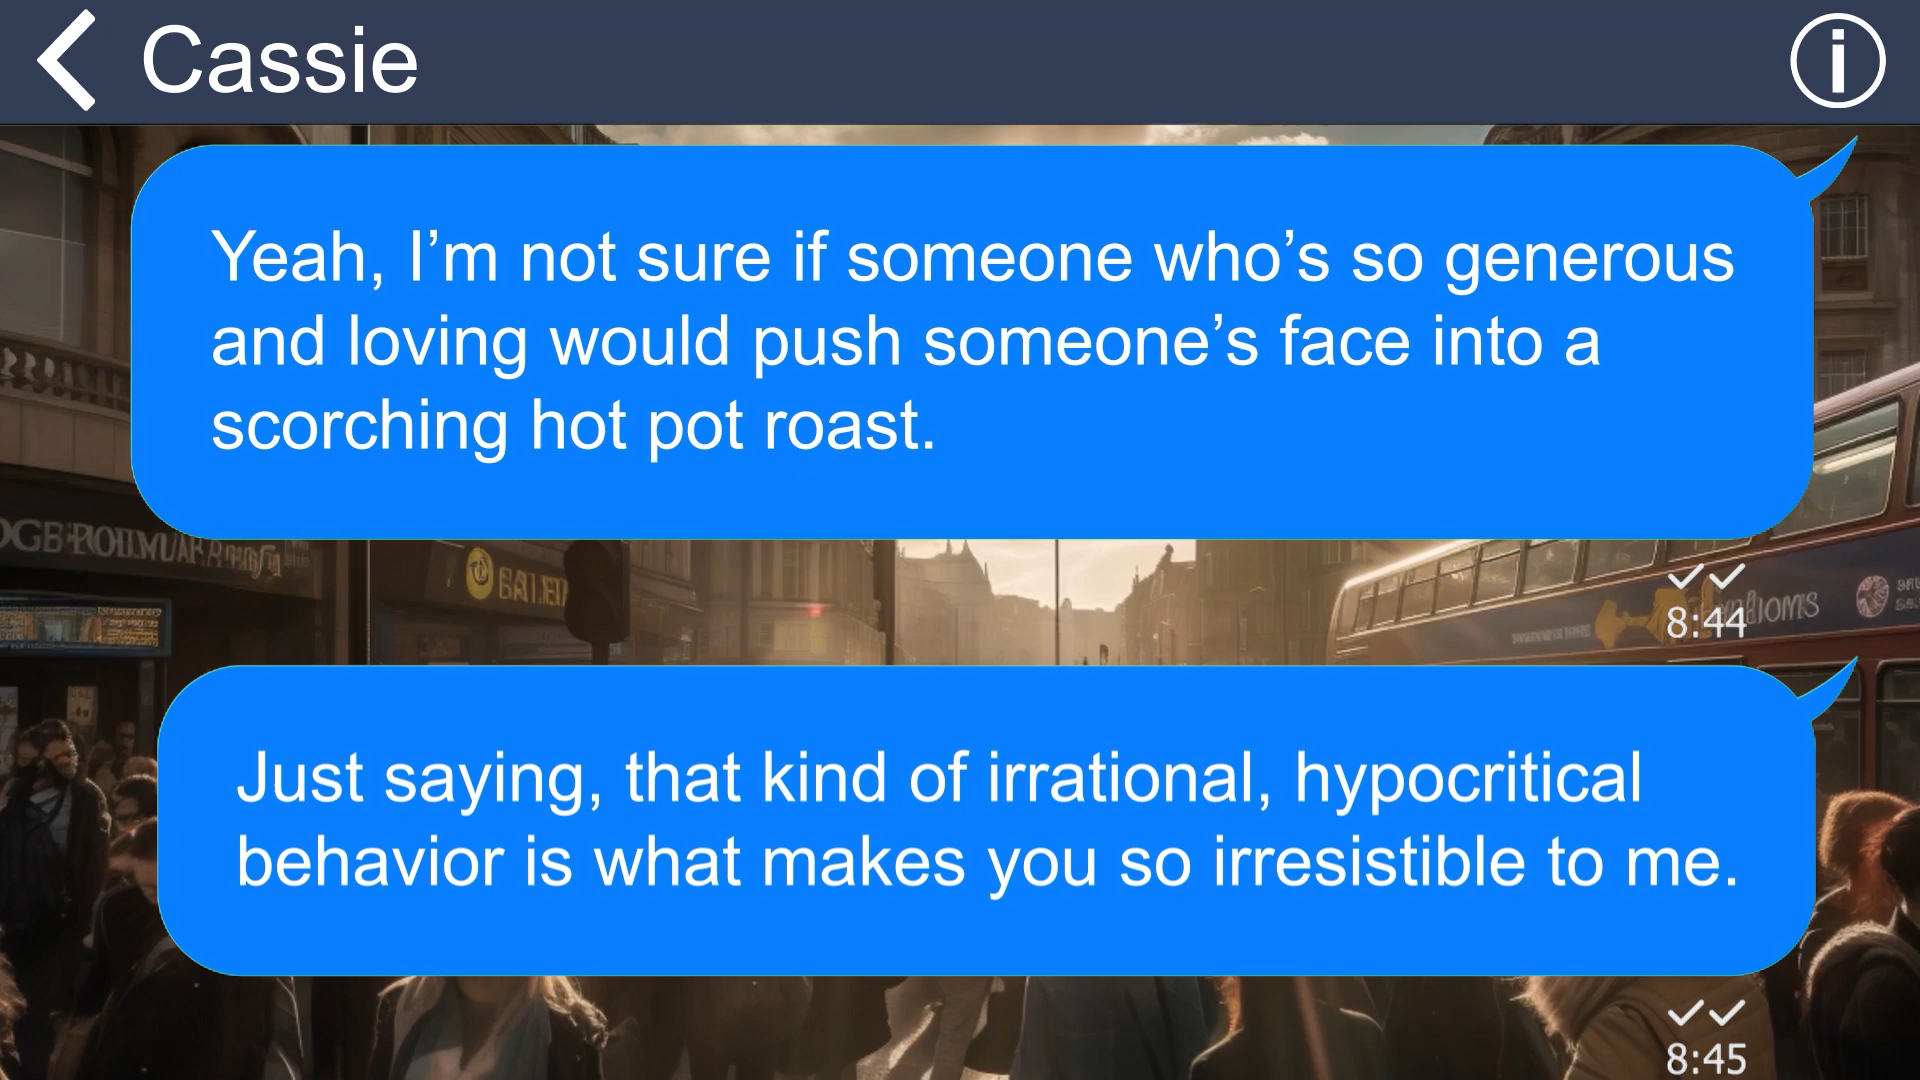 Cassie
Yeah, I’m not sure if someone who’s so generous
and loving would push someone’s face into a
scorching hot pot roast.
8:44
Just saying, that kind of irrational, hypocritical
behavior is what makes you so irresistible to me.
8:45